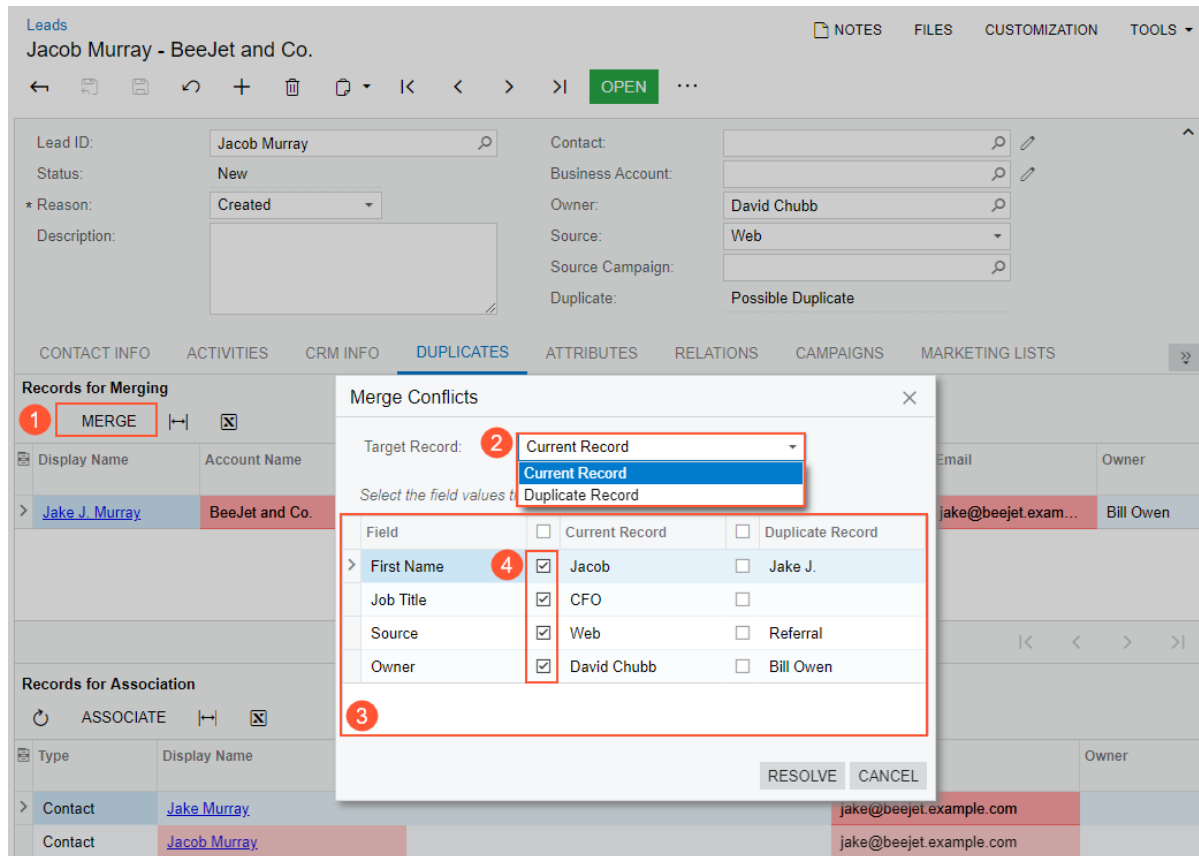 Leads
Jacob Murray - BeeJet and Co.
NOTES FILES CUSTOMIZATION TOOLS
OPEN ...
Lead ID: Jacob Murray Contact:
Status: New Business Account:
* Reason: Created Owner: David Chubb
Description: Source: Web
Source Campaign:
Duplicate: Possible Duplicate
CONTACT INFO ACTIVITIES CRM INFO DUPLICATES ATTRIBUTES RELATIONS CAMPAIGNS MARKETING LISTS
Records for Merging
1 MERGE
Display Name Account Name Email Owner
Jake J. Murray BeeJet and Co. jake@beejet.exam... Bill Owen
Merge Conflicts
Target Record: 2 Current Record
Current Record
Duplicate Record
Select the field values
Field Current Record Duplicate Record
First Name 4 Jacob Jake J.
Job Title CFO
Source Web Referral
Owner David Chubb Bill Owen
3
RESOLVE CANCEL
Records for Association
ASSOCIATE
Type Display Name Owner
Contact Jake Murray jake@beejet.example.com
Contact Jacob Murray jake@beejet.example.com